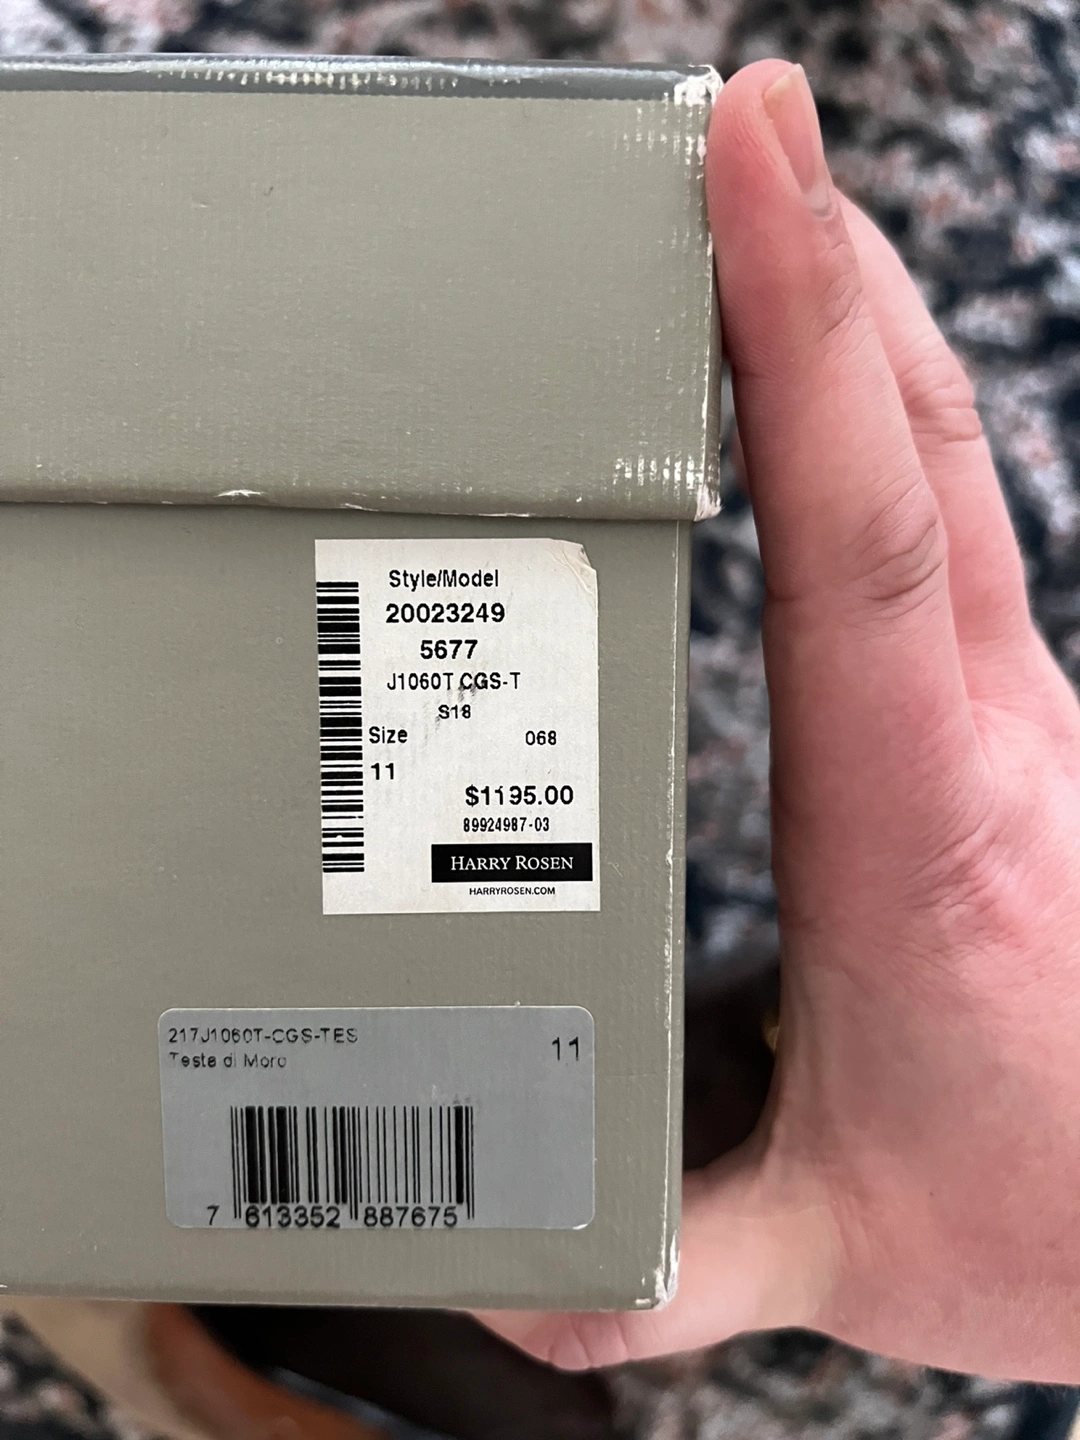 Style/Model
20023249
5677
J1060T CGS-T
S18
Size 068
11
$1195.00
89924987-03
HARRY ROSEN
HARRYROSEN.COM
217J1060T-CGS-TES 11
Testa di Moro
7 613352 887675